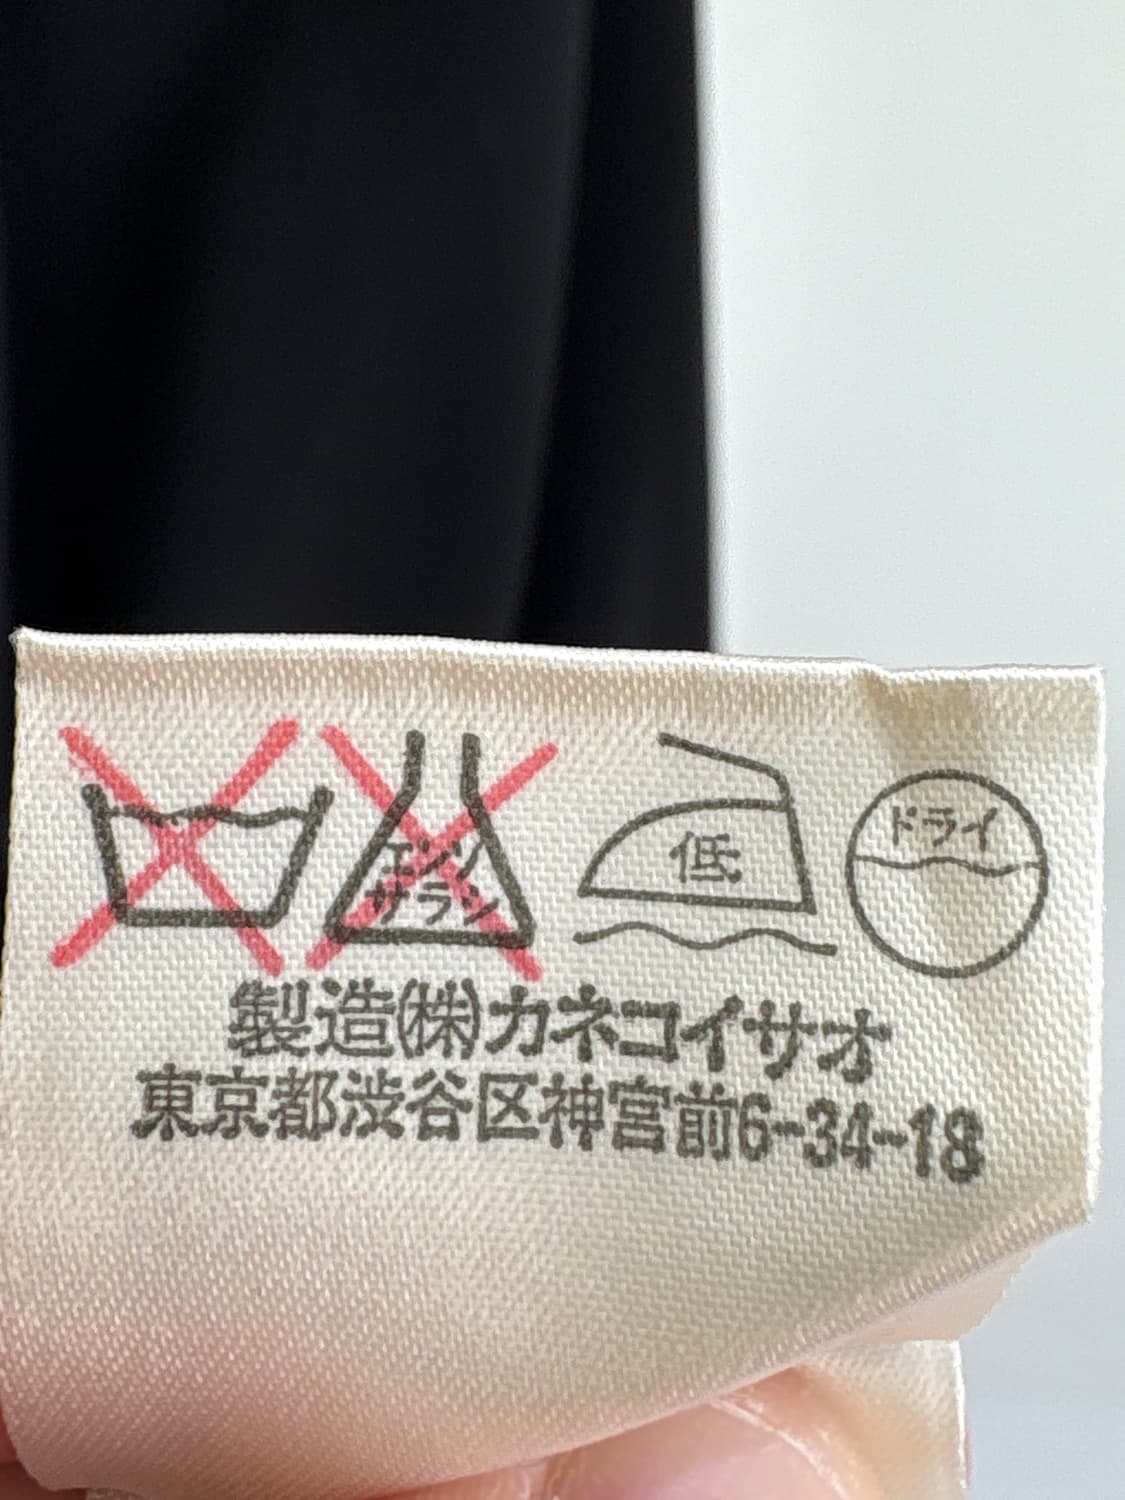 エンソ
サラシ
低
ドライ
製造(株)カネコイサオ
東京都渋谷区神宮前6-34-18